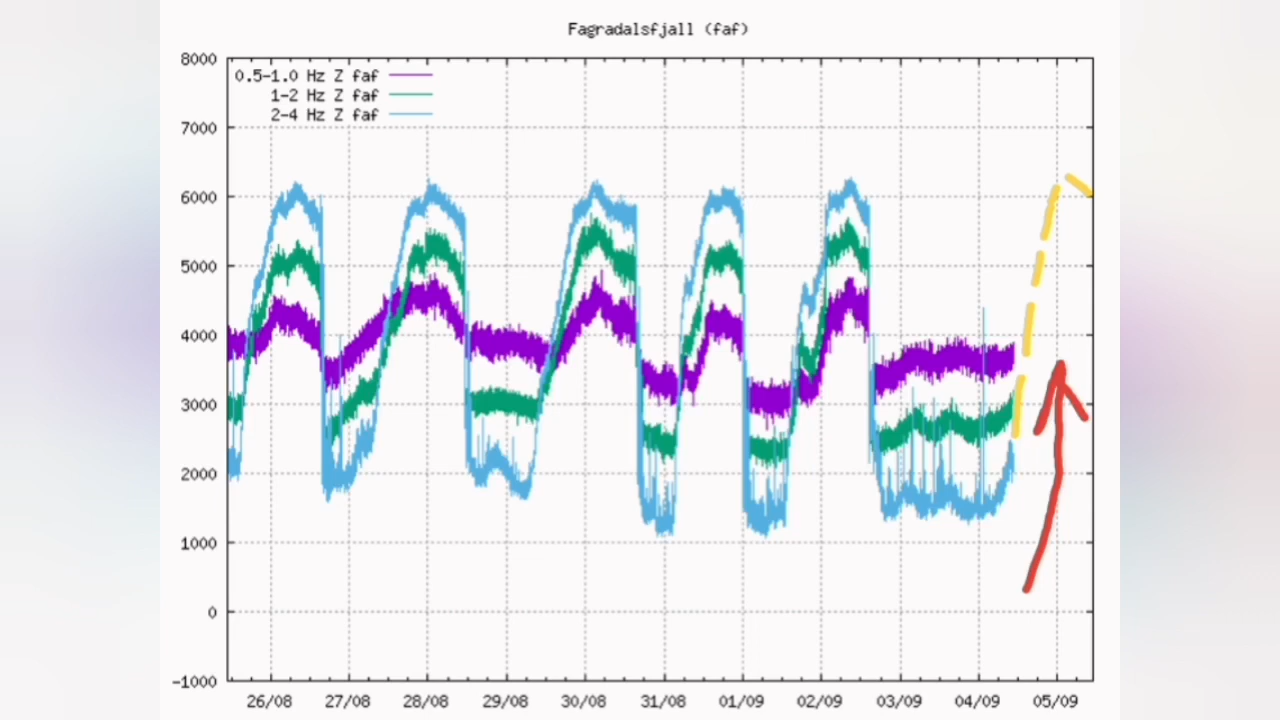 Fagradalsfjall (faf)
8000
0.5-1.0 Hz Z faf
1-2 Hz Z faf
2-4 Hz Z faf
7000
6000
5000
4000
3000
2000
1000
0
-1000
26/08 27/08 28/08 29/08 30/08 31/08 01/09 02/09 03/09 04/09 05/09